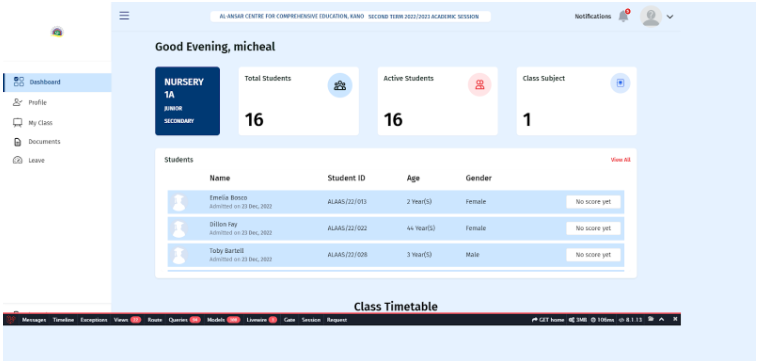 AL-ANSAR CENTRE FOR COMPREHENSIVE EDUCATION, KANO SECOND TERM 2022/2023 ACADEMIC SESSION
Notifications
Good Evening, micheal
Dashboard
Profile
My Class
Documents
Leave
NURSERY 1A
JUNIOR SECONDARY
Total Students
16
Active Students
16
Class Subject
1
Students
View All
Name Student ID Age Gender
Emelia Bosco
Admitted on 23 Dec, 2022
ALAAS/22/013 2 Year(S) Female No score yet
Dillon Fay
Admitted on 23 Dec, 2022
ALAAS/22/022 44 Year(S) Female No score yet
Toby Bartell
Admitted on 23 Dec, 2022
ALAAS/22/026 3 Year(S) Male No score yet
Class Timetable
Messages Timeline Exceptions Views Route Queries Models Livewire Gate Session Request GET home 3MB 106ms 8.1.13